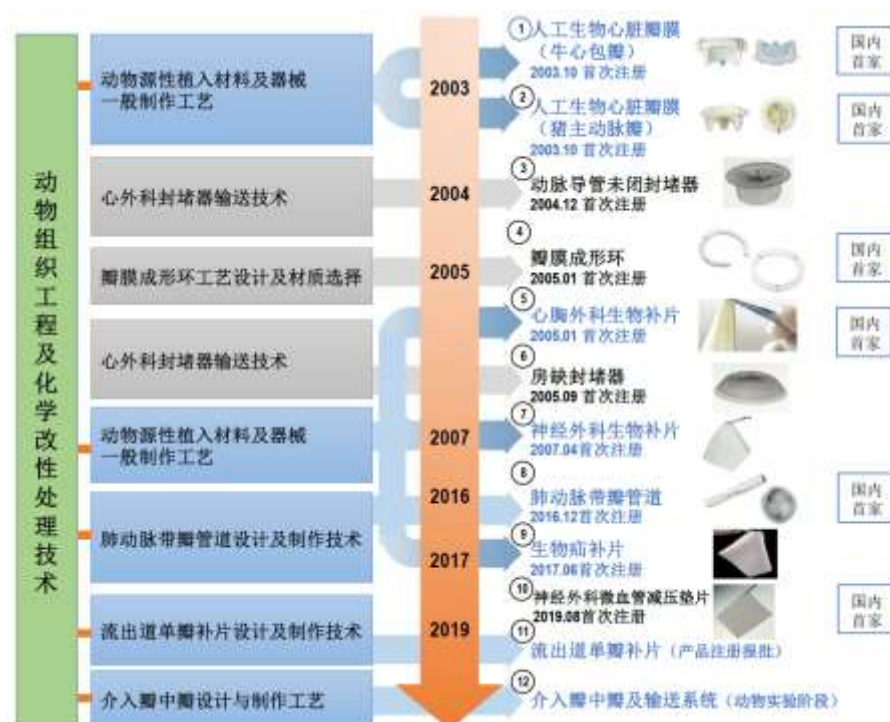 动物组织工程及化学改性处理技术
动物源性植入材料及器械
一般制作工艺
心外科封堵器输送技术
瓣膜成形环工艺设计及材质选择
心外科封堵器输送技术
动物源性植入材料及器械
一般制作工艺
肺动脉带瓣管道设计及制作技术
流出道单瓣补片设计及制作技术
介入瓣中瓣设计与制作工艺
2003
2004
2005
2007
2016
2017
2019
1 人工生物心脏瓣膜
(牛心包瓣)
2003.10 首次注册
国内
首家
2 人工生物心脏瓣膜
(猪主动脉瓣)
2003.10 首次注册
国内
首家
3 动脉导管未闭封堵器
2004.12 首次注册
4 瓣膜成形环
2005.01 首次注册
国内
首家
5 心胸外科生物补片
2005.01 首次注册
国内
首家
6 房缺封堵器
2005.09 首次注册
7 神经外科生物补片
2007.04首次注册
8 肺动脉带瓣管道
2016.12首次注册
国内
首家
9 生物疝补片
2017.06首次注册
10 神经外科微血管减压垫片
2019.08首次注册
国内
首家
11 流出道单瓣补片(产品注册报批)
12 介入瓣中瓣及输送系统(动物实验阶段)